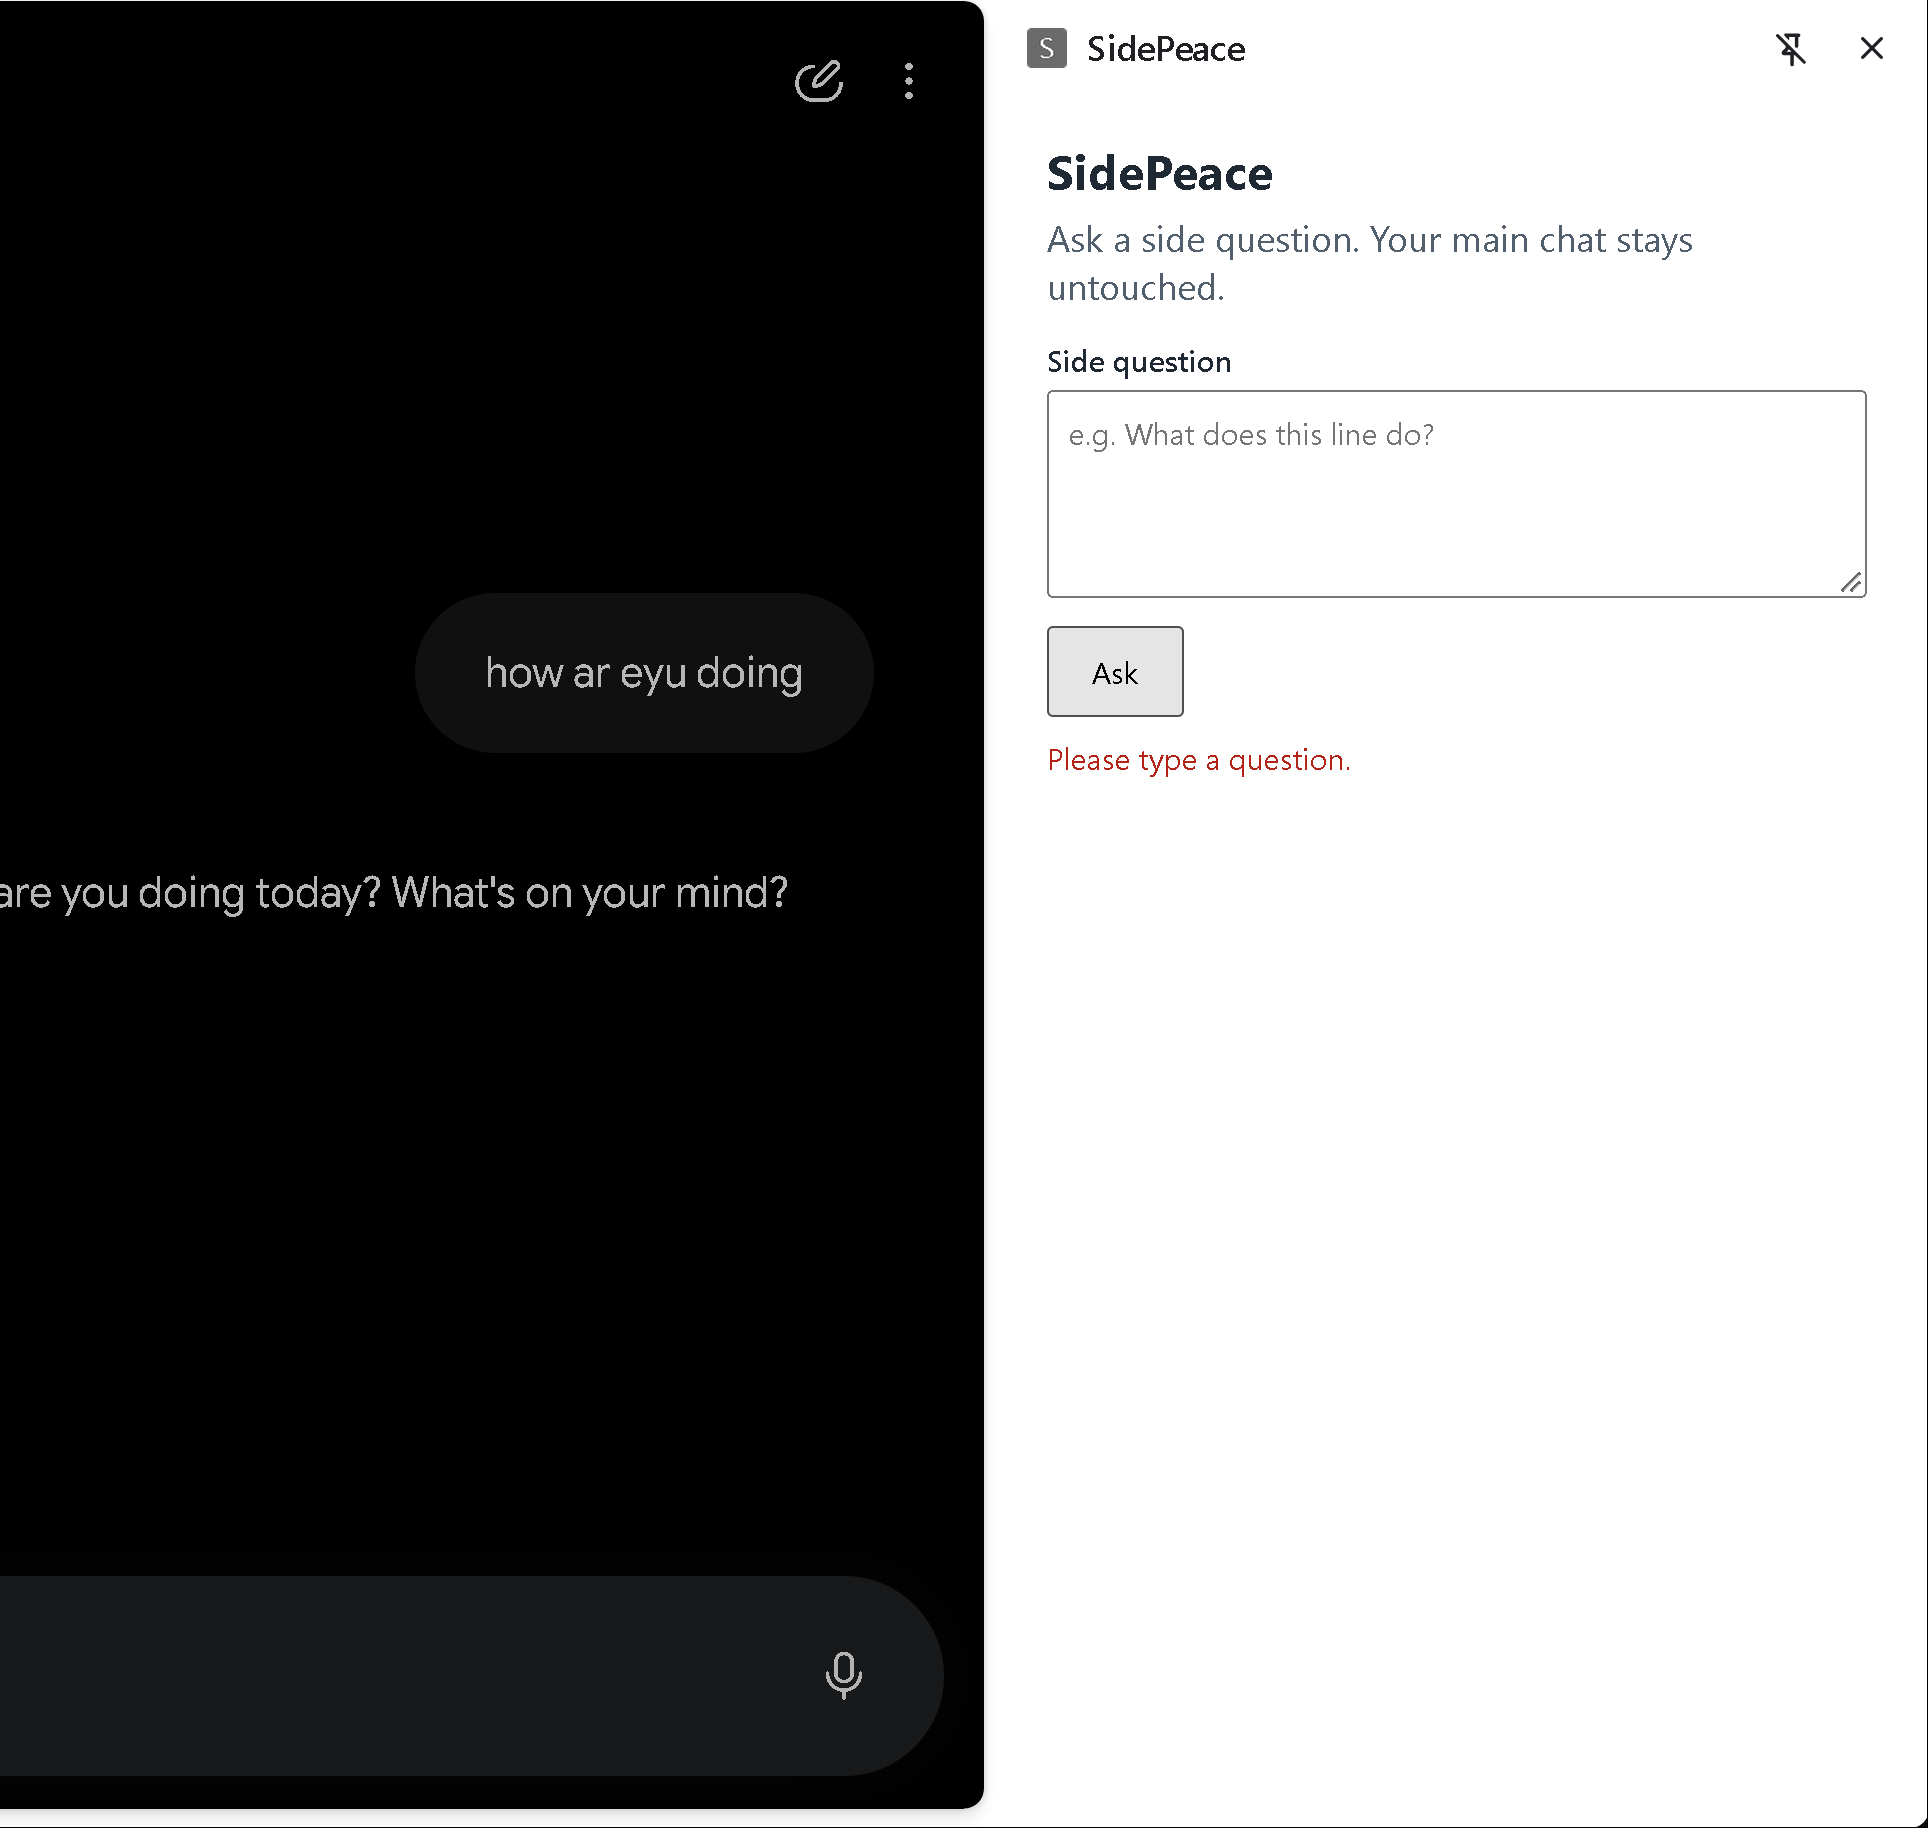 how ar eyu doing
are you doing today? What's on your mind?
S SidePeace
SidePeace
Ask a side question. Your main chat stays
untouched.
Side question
e.g. What does this line do?
Ask
Please type a question.